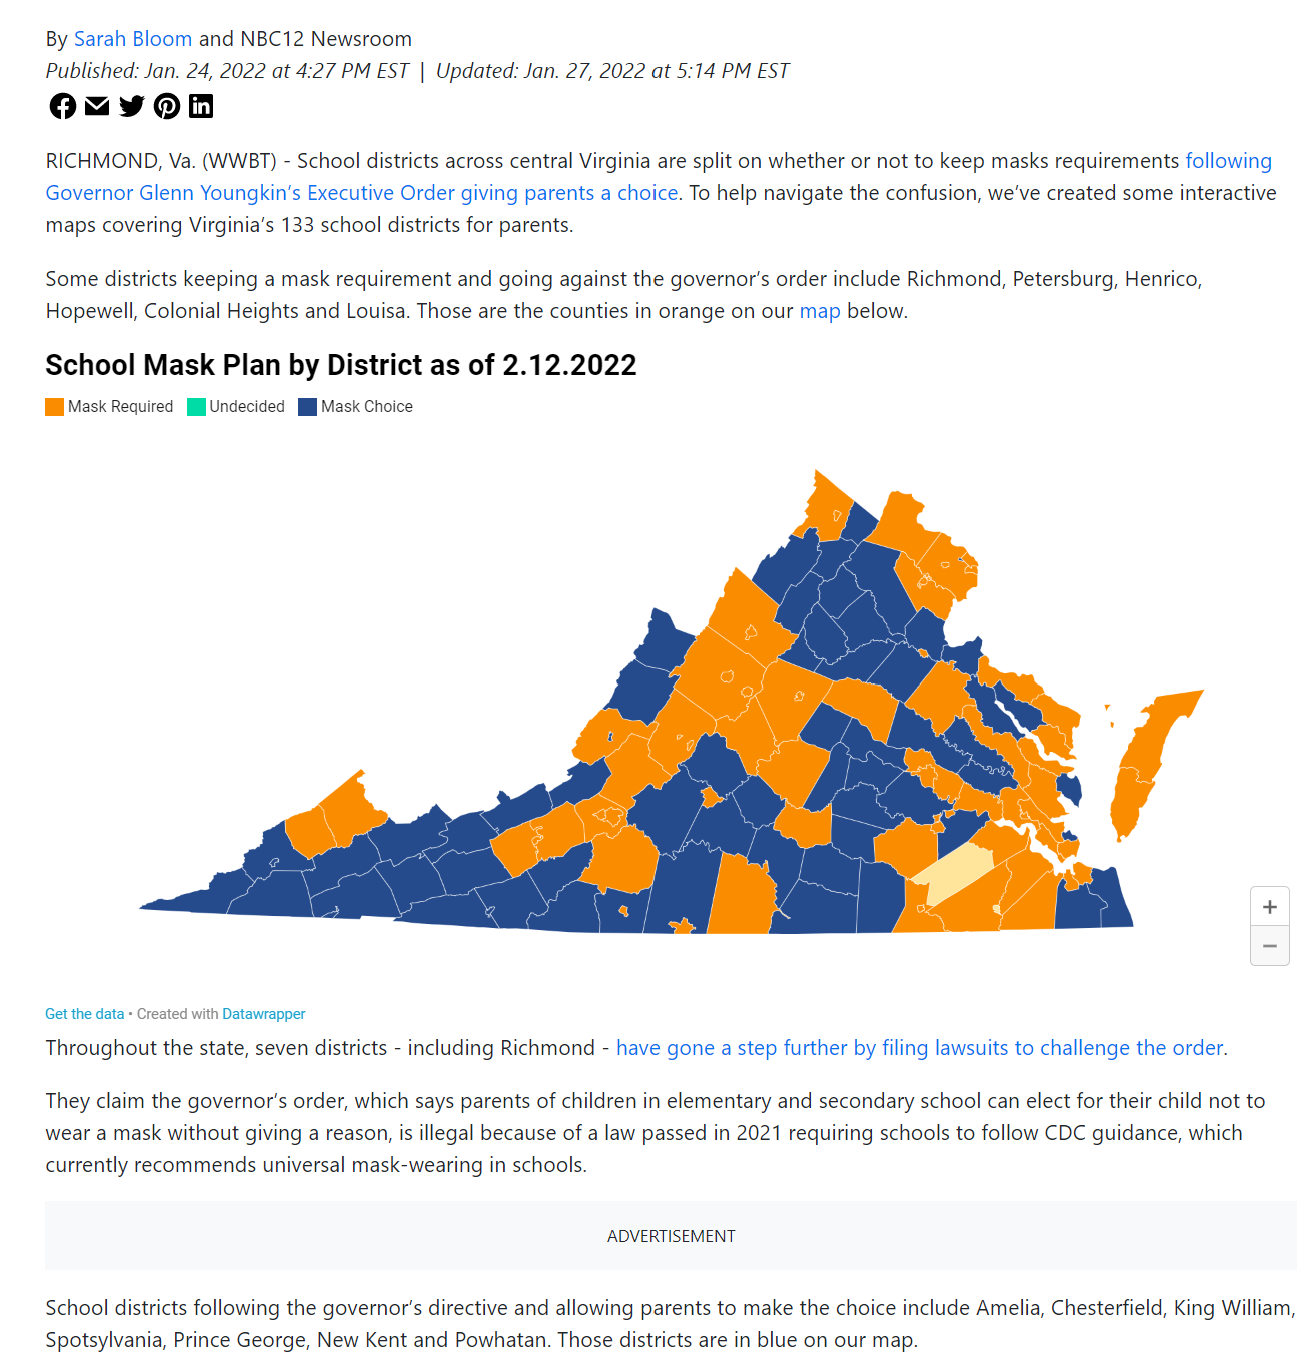 By Sarah Bloom and NBC12 Newsroom
Published: Jan. 24, 2022 at 4:27 PM EST | Updated: Jan. 27, 2022 at 5:14 PM EST
RICHMOND, Va. (WWBT) - School districts across central Virginia are split on whether or not to keep masks requirements following
Governor Glenn Youngkin’s Executive Order giving parents a choice. To help navigate the confusion, we’ve created some interactive
maps covering Virginia’s 133 school districts for parents.
Some districts keeping a mask requirement and going against the governor’s order include Richmond, Petersburg, Henrico,
Hopewell, Colonial Heights and Louisa. Those are the counties in orange on our map below.
School Mask Plan by District as of 2.12.2022
Mask Required Undecided Mask Choice
+
−
Get the data • Created with Datawrapper
Throughout the state, seven districts - including Richmond - have gone a step further by filing lawsuits to challenge the order.
They claim the governor’s order, which says parents of children in elementary and secondary school can elect for their child not to
wear a mask without giving a reason, is illegal because of a law passed in 2021 requiring schools to follow CDC guidance, which
currently recommends universal mask-wearing in schools.
ADVERTISEMENT
School districts following the governor’s directive and allowing parents to make the choice include Amelia, Chesterfield, King William,
Spotsylvania, Prince George, New Kent and Powhatan. Those districts are in blue on our map.